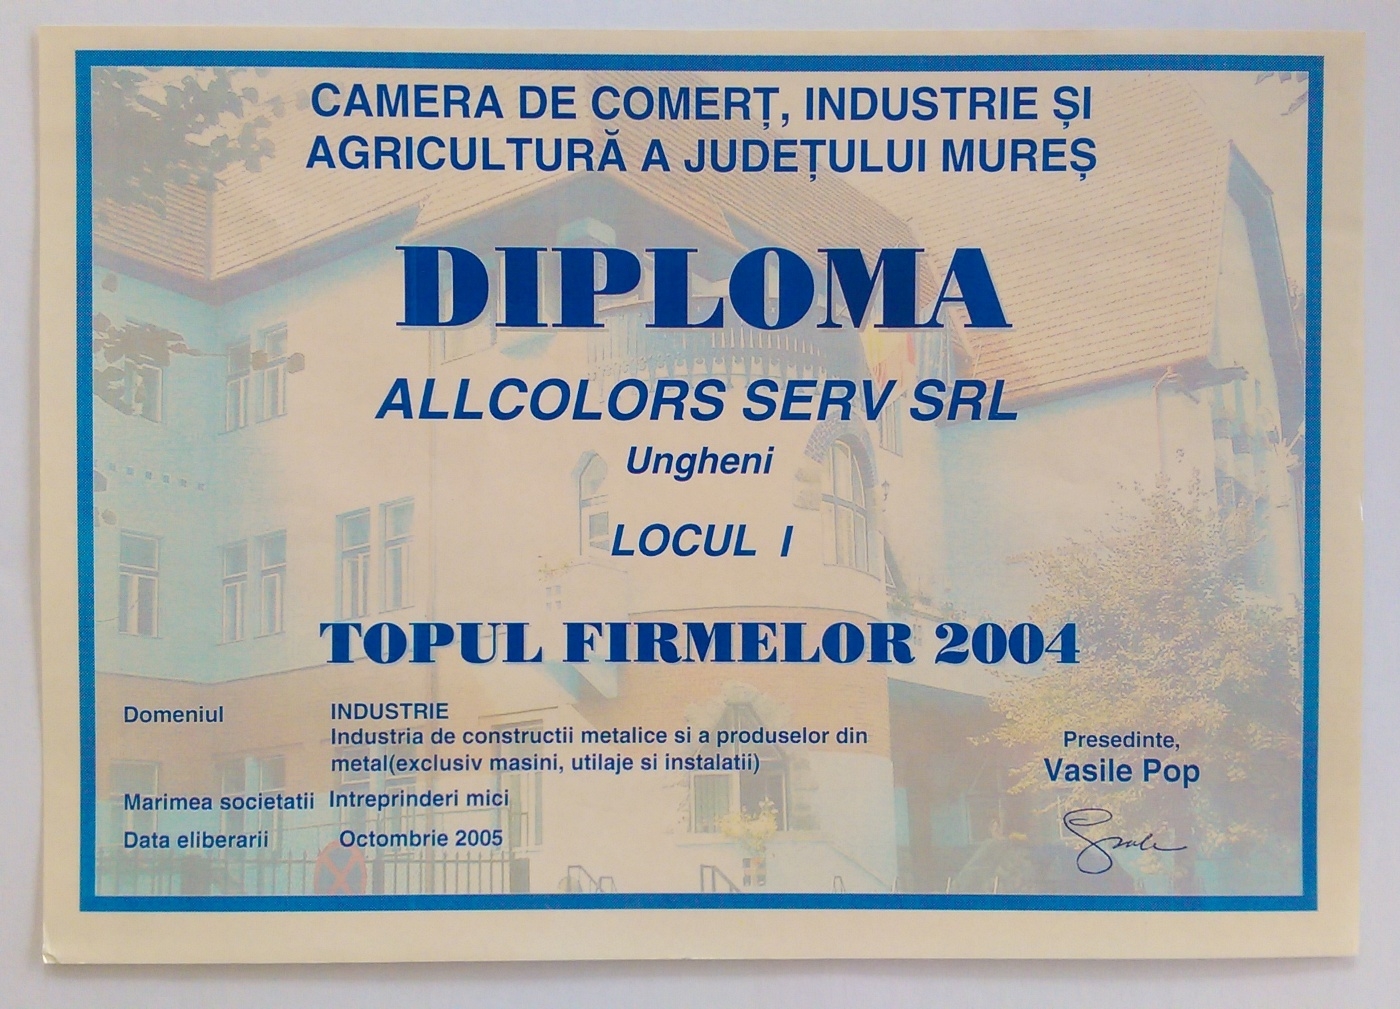 CAMERA DE COMERȚ, INDUSTRIE ȘI
AGRICULTURĂ A JUDEȚULUI MUREȘ
DIPLOMA
ALLCOLORS SERV SRL
Ungheni
LOCUL I
TOPUL FIRMELOR 2004
Domeniul INDUSTRIE
Industria de constructii metalice si a produselor din
metal(exclusiv masini, utilaje si instalatii)
Marimea societatii Intreprinderi mici
Data eliberarii Octombrie 2005
Presedinte,
Vasile Pop